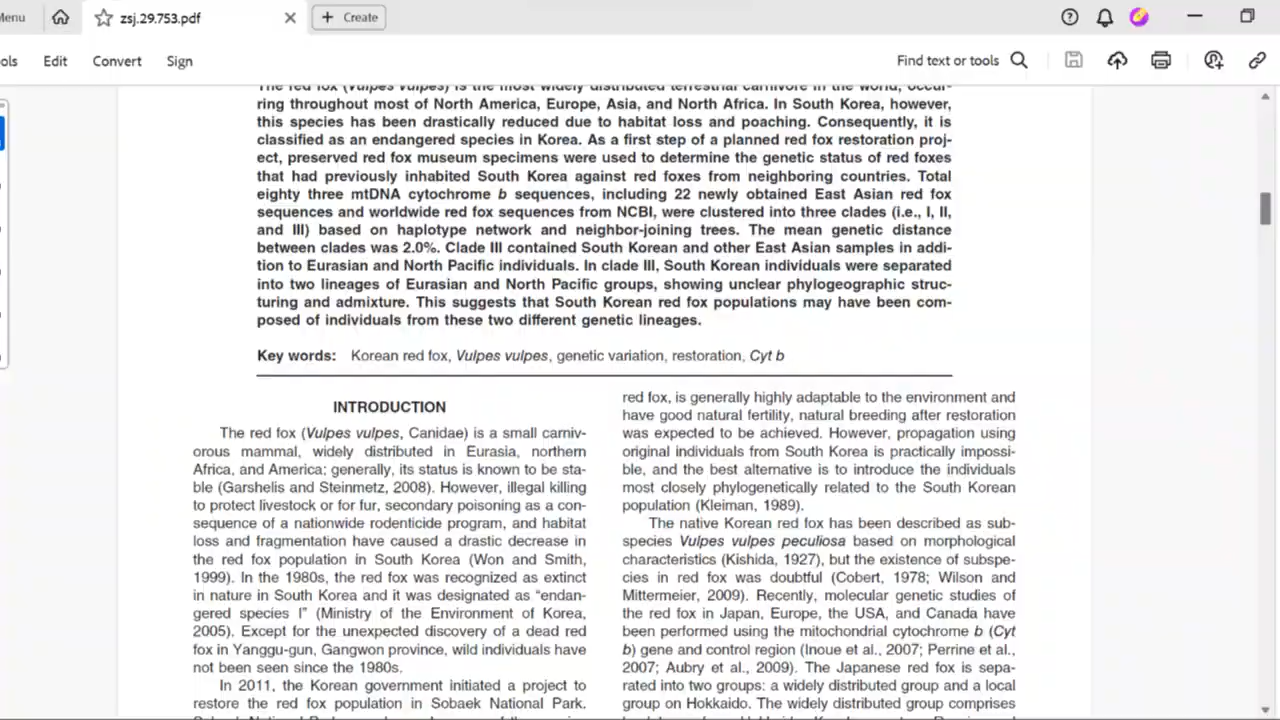 Menu
zsj.29.753.pdf
Create
ols
Edit
Convert
Sign
Find text or tools
The red fox (Vulpes vulpes) is the most widely distributed terrestrial carnivore in the world, occur-
ring throughout most of North America, Europe, Asia, and North Africa. In South Korea, however,
this species has been drastically reduced due to habitat loss and poaching. Consequently, it is
classified as an endangered species in Korea. As a first step of a planned red fox restoration proj-
ect, preserved red fox museum specimens were used to determine the genetic status of red foxes
that had previously inhabited South Korea against red foxes from neighboring countries. Total
eighty three mtDNA cytochrome b sequences, including 22 newly obtained East Asian red fox
sequences and worldwide red fox sequences from NCBI, were clustered into three clades (i.e., I, II,
and III) based on haplotype network and neighbor-joining trees. The mean genetic distance
between clades was 2.0%. Clade III contained South Korean and other East Asian samples in addi-
tion to Eurasian and North Pacific individuals. In clade III, South Korean individuals were separated
into two lineages of Eurasian and North Pacific groups, showing unclear phylogeographic struc-
turing and admixture. This suggests that South Korean red fox populations may have been com-
posed of individuals from these two different genetic lineages.
Key words: Korean red fox, Vulpes vulpes, genetic variation, restoration, Cyt b
INTRODUCTION
The red fox (Vulpes vulpes, Canidae) is a small carniv-
orous mammal, widely distributed in Eurasia, northern
Africa, and America; generally, its status is known to be sta-
ble (Garshelis and Steinmetz, 2008). However, illegal killing
to protect livestock or for fur, secondary poisoning as a con-
sequence of a nationwide rodenticide program, and habitat
loss and fragmentation have caused a drastic decrease in
the red fox population in South Korea (Won and Smith,
1999). In the 1980s, the red fox was recognized as extinct
in nature in South Korea and it was designated as “endan-
gered species I” (Ministry of the Environment of Korea,
2005). Except for the unexpected discovery of a dead red
fox in Yanggu-gun, Gangwon province, wild individuals have
not been seen since the 1980s.
In 2011, the Korean government initiated a project to
restore the red fox population in Sobaek National Park.
red fox, is generally highly adaptable to the environment and
have good natural fertility, natural breeding after restoration
was expected to be achieved. However, propagation using
original individuals from South Korea is practically impossi-
ble, and the best alternative is to introduce the individuals
most closely phylogenetically related to the South Korean
population (Kleiman, 1989).
The native Korean red fox has been described as sub-
species Vulpes vulpes peculiosa based on morphological
characteristics (Kishida, 1927), but the existence of subspe-
cies in red fox was doubtful (Cobert, 1978; Wilson and
Mittermeier, 2009). Recently, molecular genetic studies of
the red fox in Japan, Europe, the USA, and Canada have
been performed using the mitochondrial cytochrome b (Cyt
b) gene and control region (Inoue et al., 2007; Perrine et al.,
2007; Aubry et al., 2009). The Japanese red fox is sepa-
rated into two groups: a widely distributed group and a local
group on Hokkaido. The widely distributed group comprises